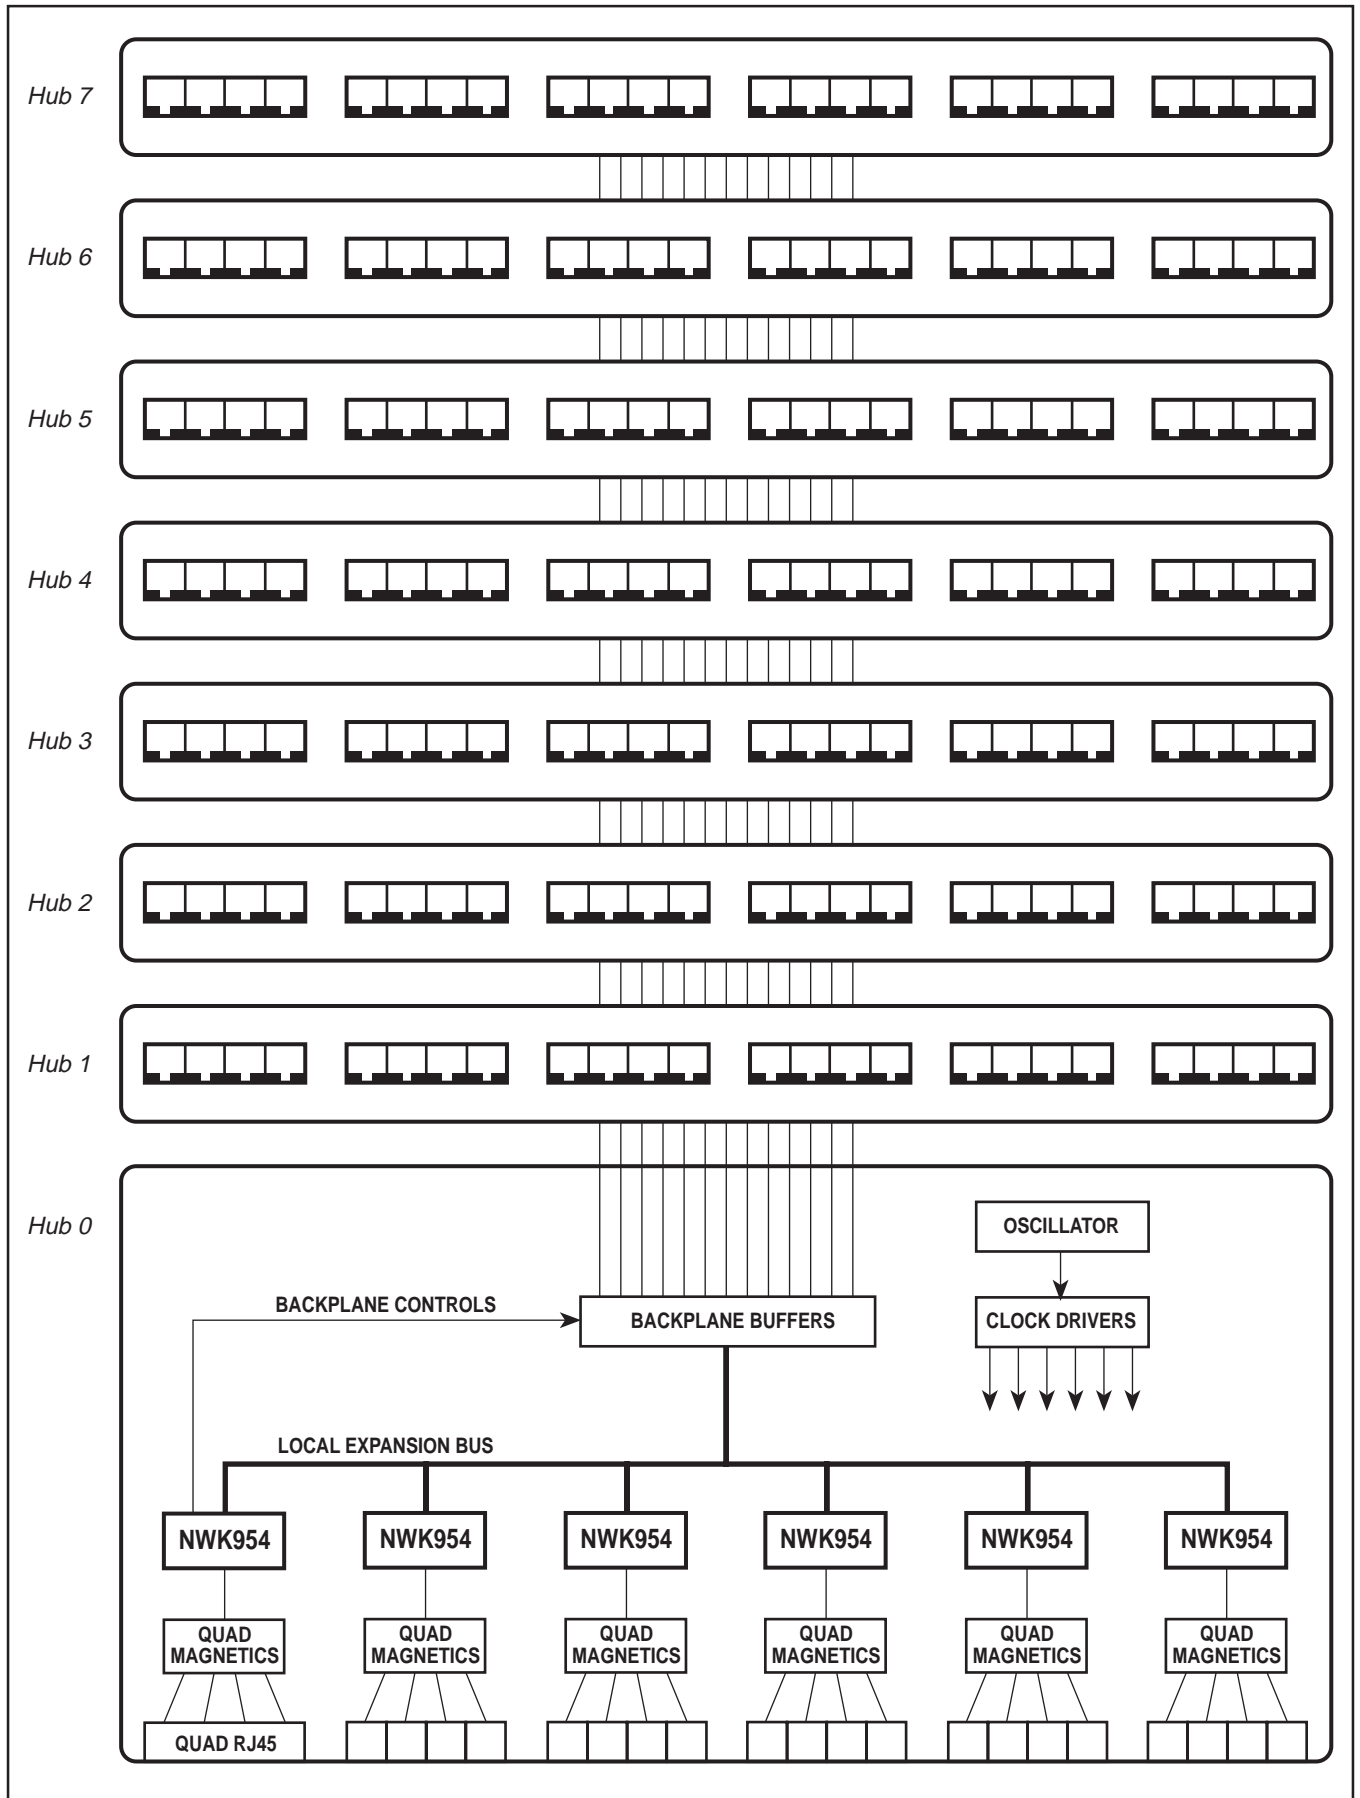 Hub 7
Hub 6
Hub 5
Hub 4
Hub 3
Hub 2
Hub 1
Hub 0
OSCILLATOR
BACKPLANE CONTROLS
BACKPLANE BUFFERS
CLOCK DRIVERS
LOCAL EXPANSION BUS
NWK954
NWK954
NWK954
NWK954
NWK954
NWK954
QUAD
MAGNETICS
QUAD
MAGNETICS
QUAD
MAGNETICS
QUAD
MAGNETICS
QUAD
MAGNETICS
QUAD
MAGNETICS
QUAD RJ45